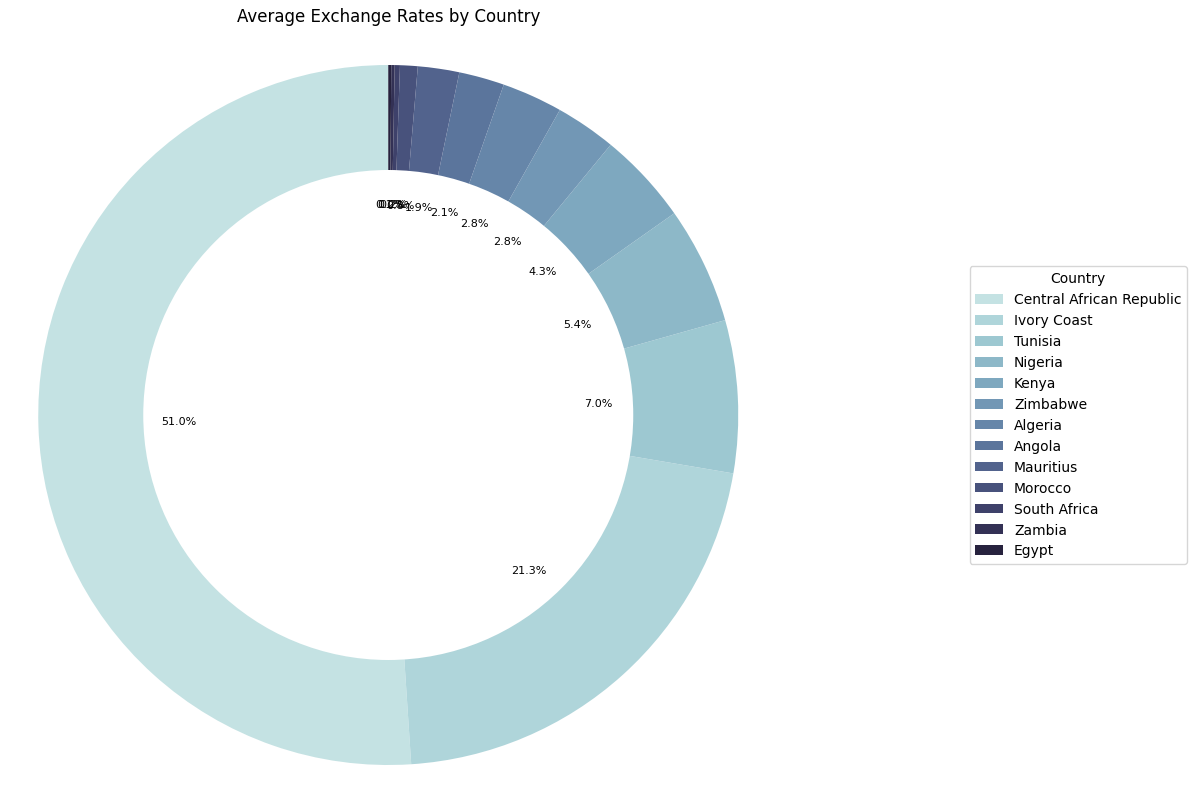 Average Exchange Rates by Country
1.9%
2.1%
2.8%
2.8%
4.3%
5.4%
7.0%
51.0%
21.3%
Country
Central African Republic
Ivory Coast
Tunisia
Nigeria
Kenya
Zimbabwe
Algeria
Angola
Mauritius
Morocco
South Africa
Zambia
Egypt